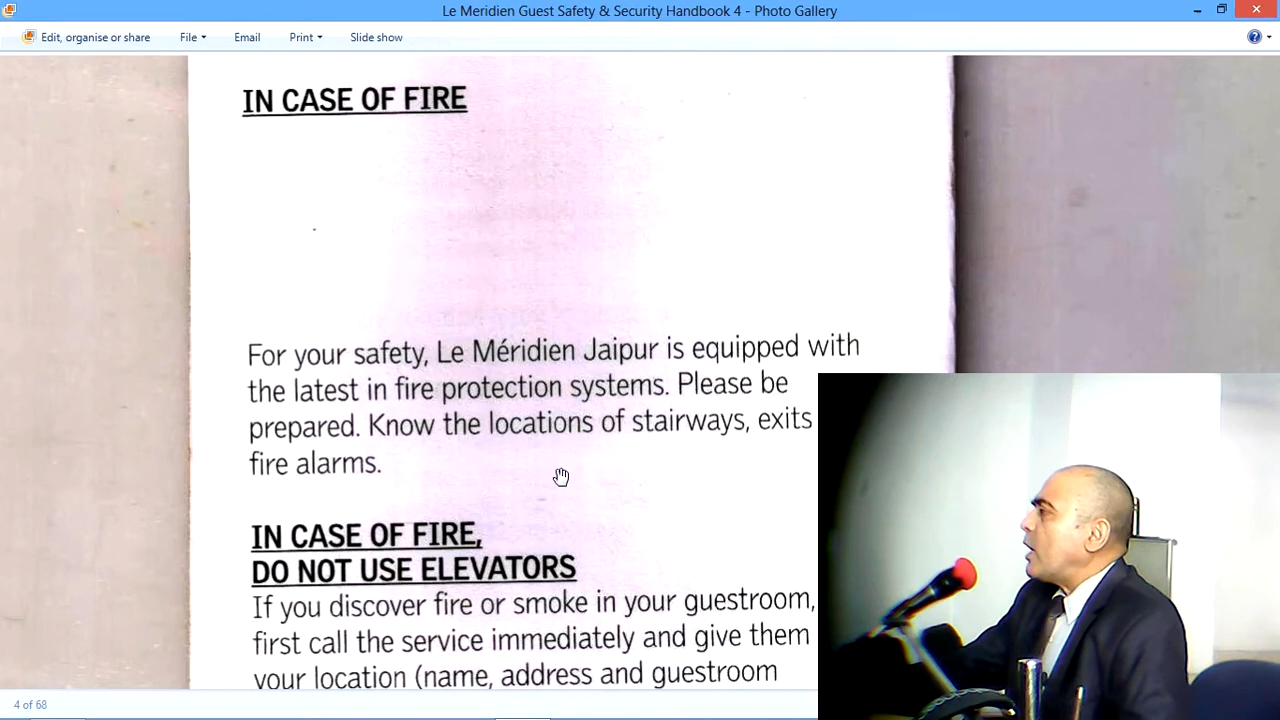 Le Meridien Guest Safety & Security Handbook 4 - Photo Gallery
Edit, organise or share File Email Print Slide show
IN CASE OF FIRE
For your safety, Le Méridien Jaipur is equipped with
the latest in fire protection systems. Please be
prepared. Know the locations of stairways, exits
fire alarms.
IN CASE OF FIRE,
DO NOT USE ELEVATORS
If you discover fire or smoke in your guestroom,
first call the service immediately and give them
your location (name, address and guestroom
4 of 68